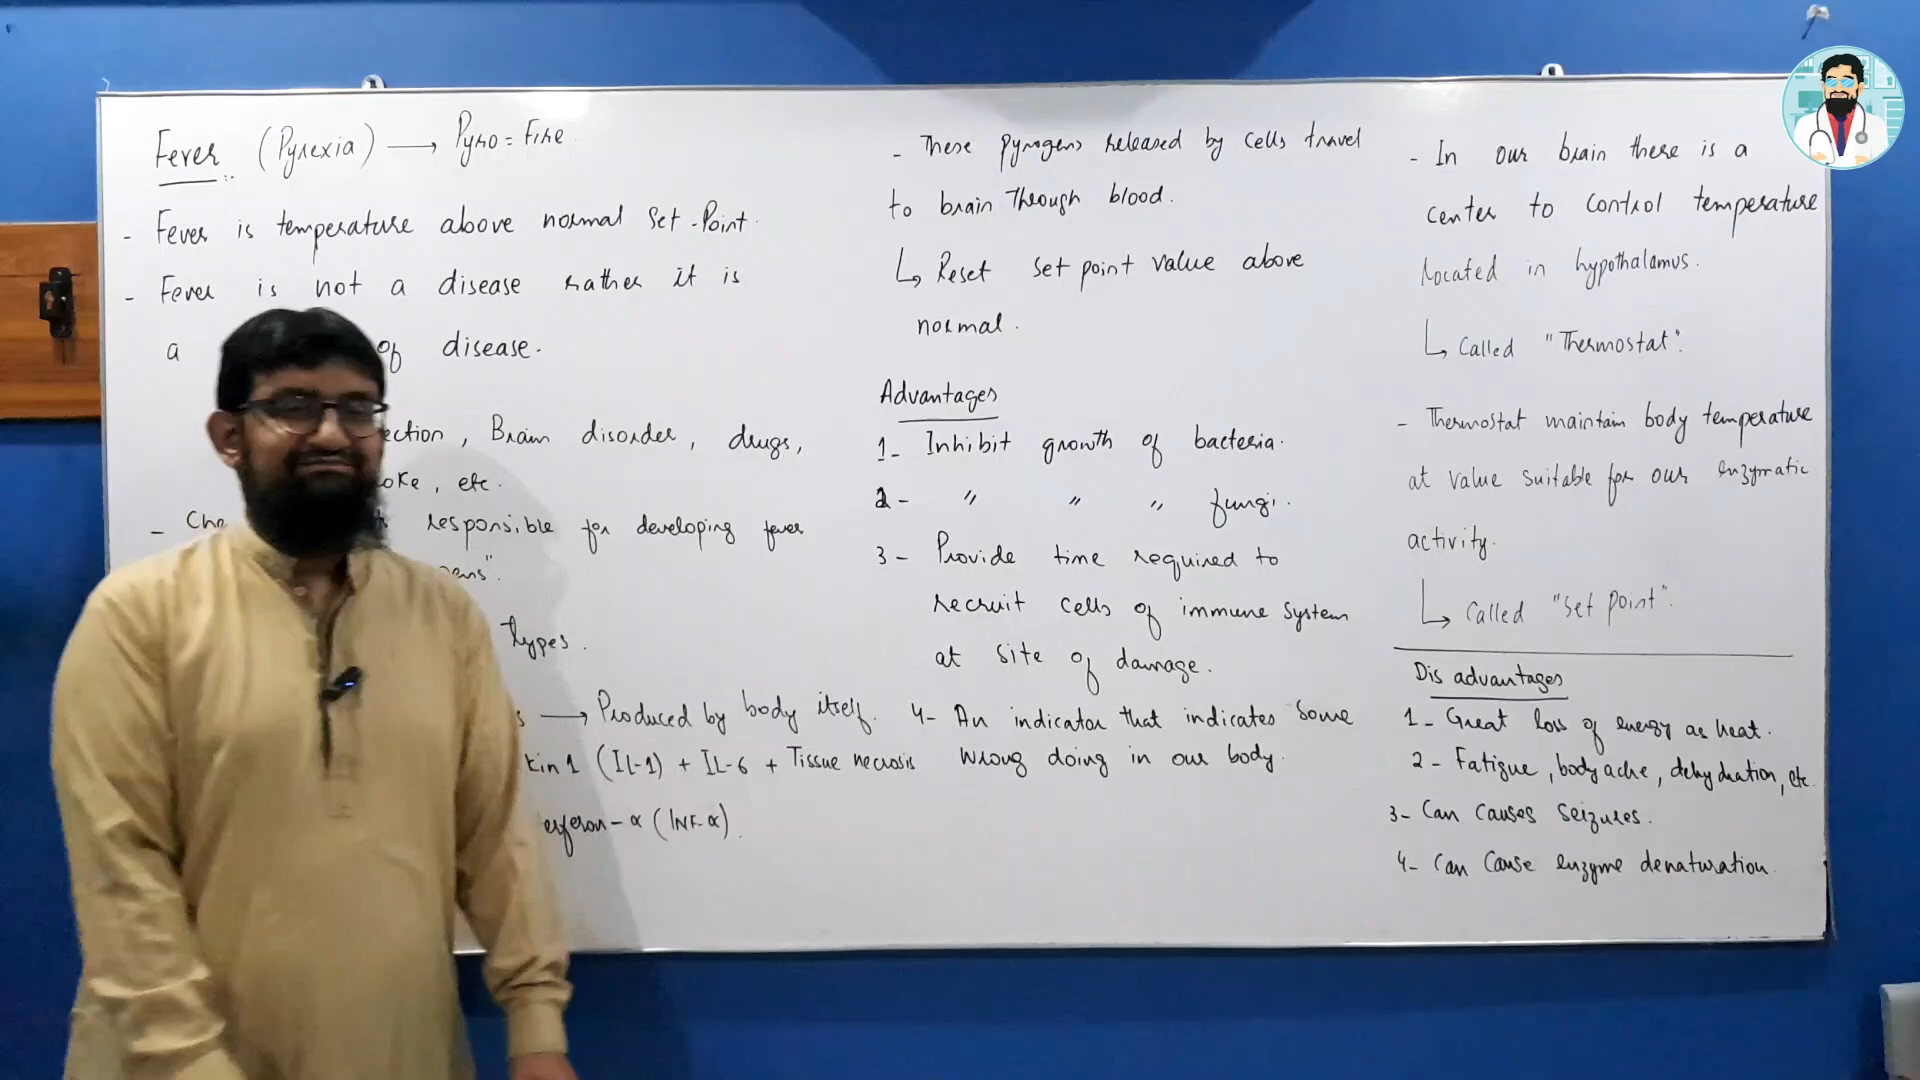 Fever (Pyrexia) → Pyro = Fire
- Fever is temperature above normal Set-Point.
- Fever is not a disease rather it is
a of disease.
ection, Brain disorder, drugs,
oke, etc.
- Che responsible for developing fever
ens".
types.
s → Produced by body itself.
kin 1 (IL-1) + IL-6 + Tissue necrosis
erferon-α (INF-α).
- These pyrogens released by cells travel
to brain through blood.
↳ Reset set point value above
normal.
Advantages
1- Inhibit growth of bacteria.
2- " " " fungi.
3- Provide time required to
recruit cells of immune system
at site of damage.
4- An indicator that indicates some
wrong doing in our body.
- In our brain there is a
center to control temperature
located in hypothalamus.
↳ Called "Thermostat".
- Thermostat maintain body temperature
at value suitable for our enzymatic
activity.
↳ Called "Set point".
Dis advantages
1- Great loss of energy as heat.
2- Fatigue, body ache, dehydration, etc.
3- Can causes seizures.
4- Can Cause enzyme denaturation.